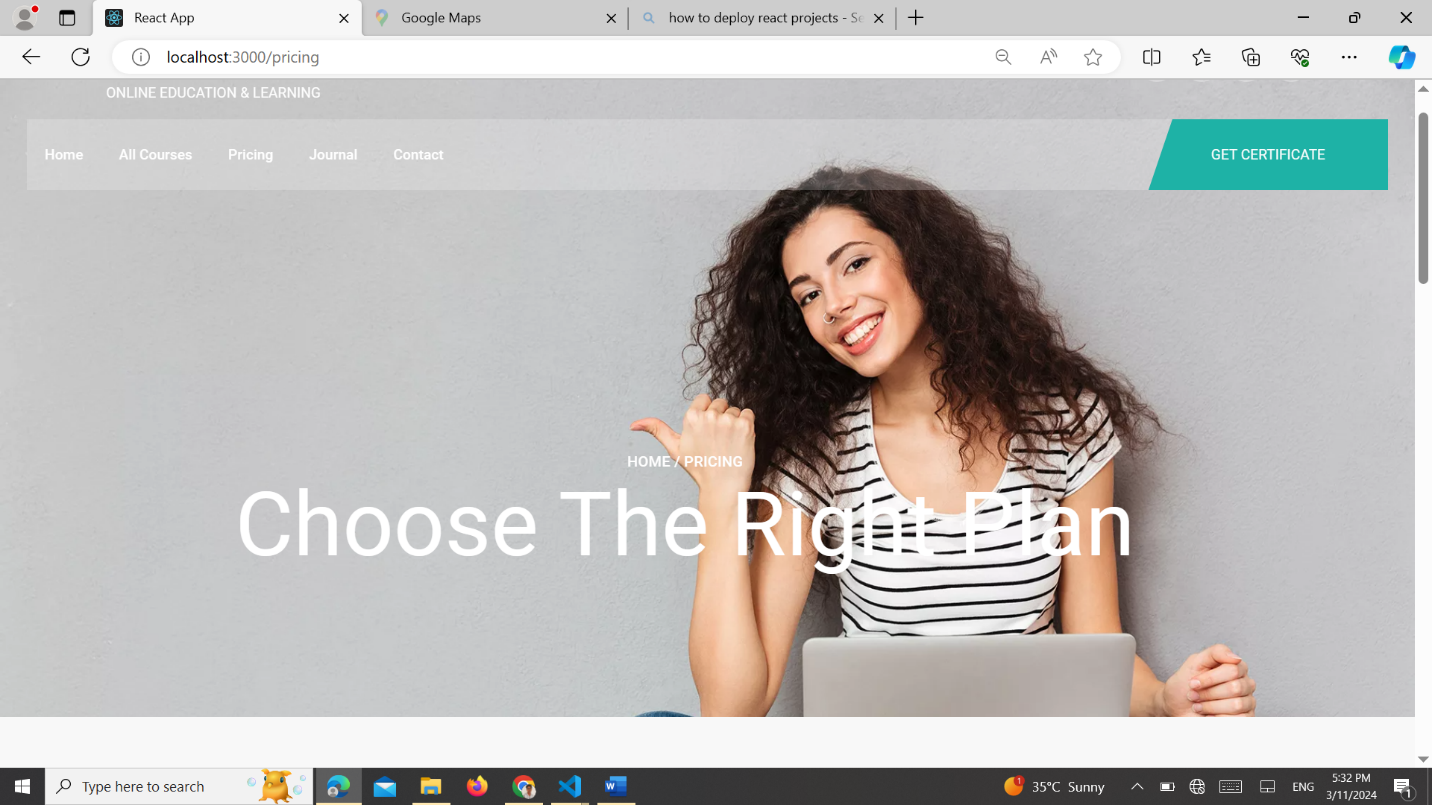 React App
Google Maps
how to deploy react projects - Se
localhost:3000/pricing
ONLINE EDUCATION & LEARNING
Home All Courses Pricing Journal Contact GET CERTIFICATE
HOME / PRICING
Choose The Right Plan
Type here to search
1 35°C Sunny
ENG
5:32 PM
3/11/2024
1